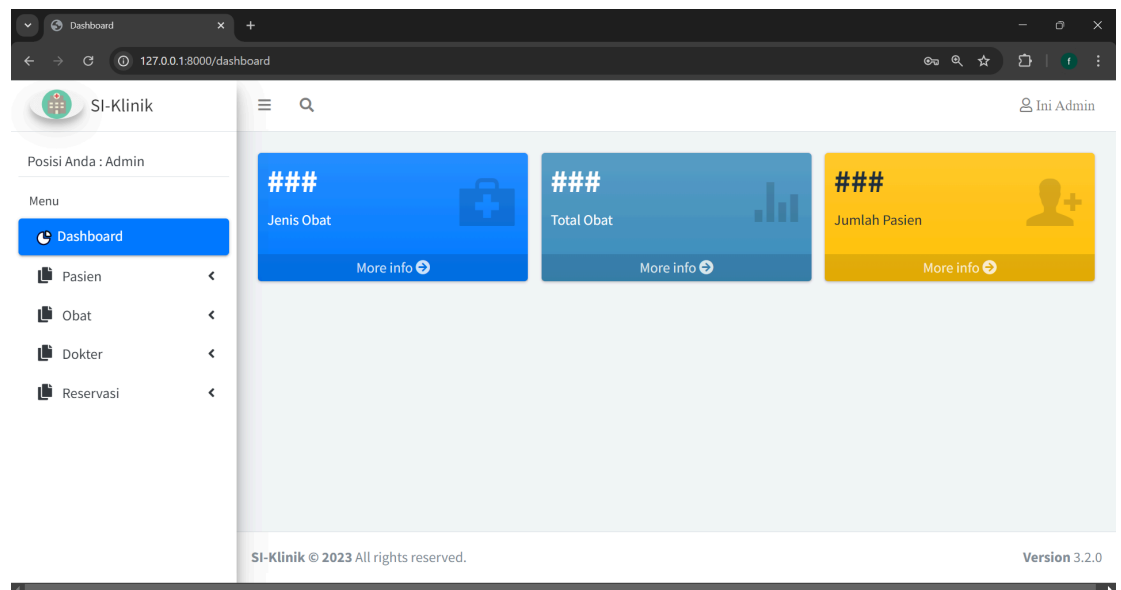 Dashboard
127.0.0.1:8000/dashboard
f
SI-Klinik
Ini Admin
Posisi Anda : Admin
Menu
Dashboard
Pasien
Obat
Dokter
Reservasi
###
Jenis Obat
More info
###
Total Obat
More info
###
Jumlah Pasien
More info
SI-Klinik © 2023 All rights reserved.
Version 3.2.0